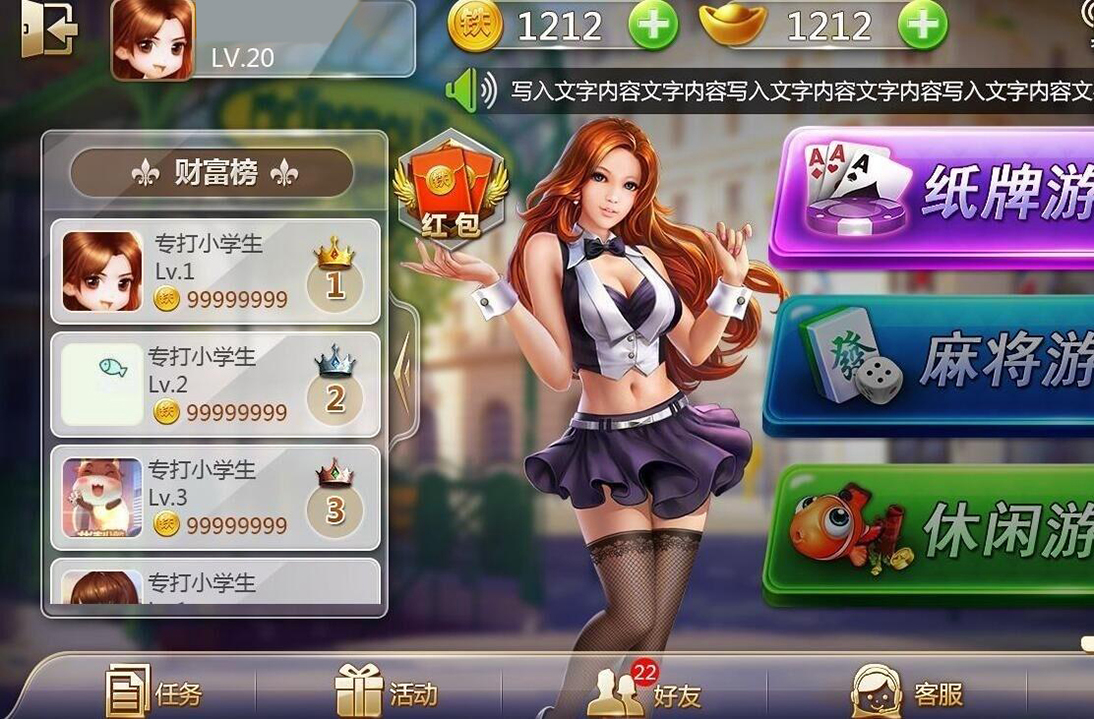 LV.20
铁
1212
1212
写入文字内容文字内容写入文字内容文字内容写入文字内容文
财富榜
铁
红包
专打小学生
Lv.1
铁 99999999
1
专打小学生
Lv.2
铁 99999999
2
专打小学生
Lv.3
铁 99999999
3
专打小学生
A A A
纸牌游
發
麻将游
休闲游
任务
活动
22
好友
客服